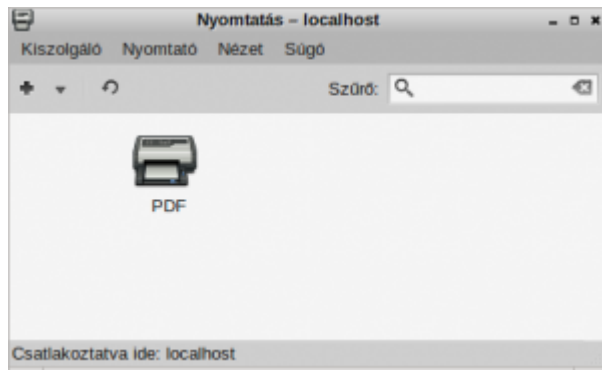 Nyomtatás – localhost
Kiszolgáló Nyomtató Nézet Súgó
Szűrő:
PDF
Csatlakoztatva ide: localhost